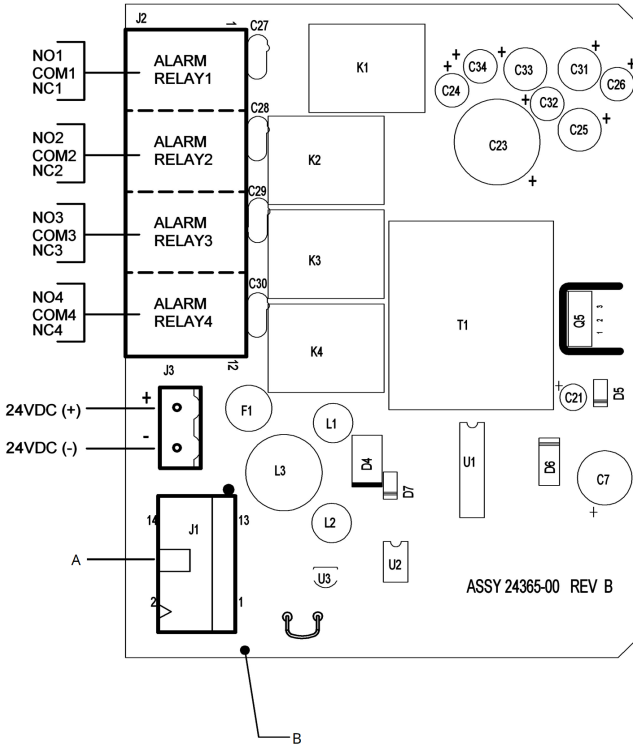 J2
1
C27
NO1
COM1
NC1
ALARM
RELAY1
K1
+
+
C34
C24
+
C33
+
C31
+
C26
C32
+
C25
+
C23
+
C28
NO2
COM2
NC2
ALARM
RELAY2
K2
C29
NO3
COM3
NC3
ALARM
RELAY3
K3
T1
Q5
1 2 3
C30
NO4
COM4
NC4
ALARM
RELAY4
K4
12
J3
+
C21
D5
24VDC (+)
+
F1
L1
24VDC (-)
-
L3
D4
D7
U1
D6
C7
+
14
J1
13
L2
A
U3
U2
2
1
ASSY 24365-00 REV B
B